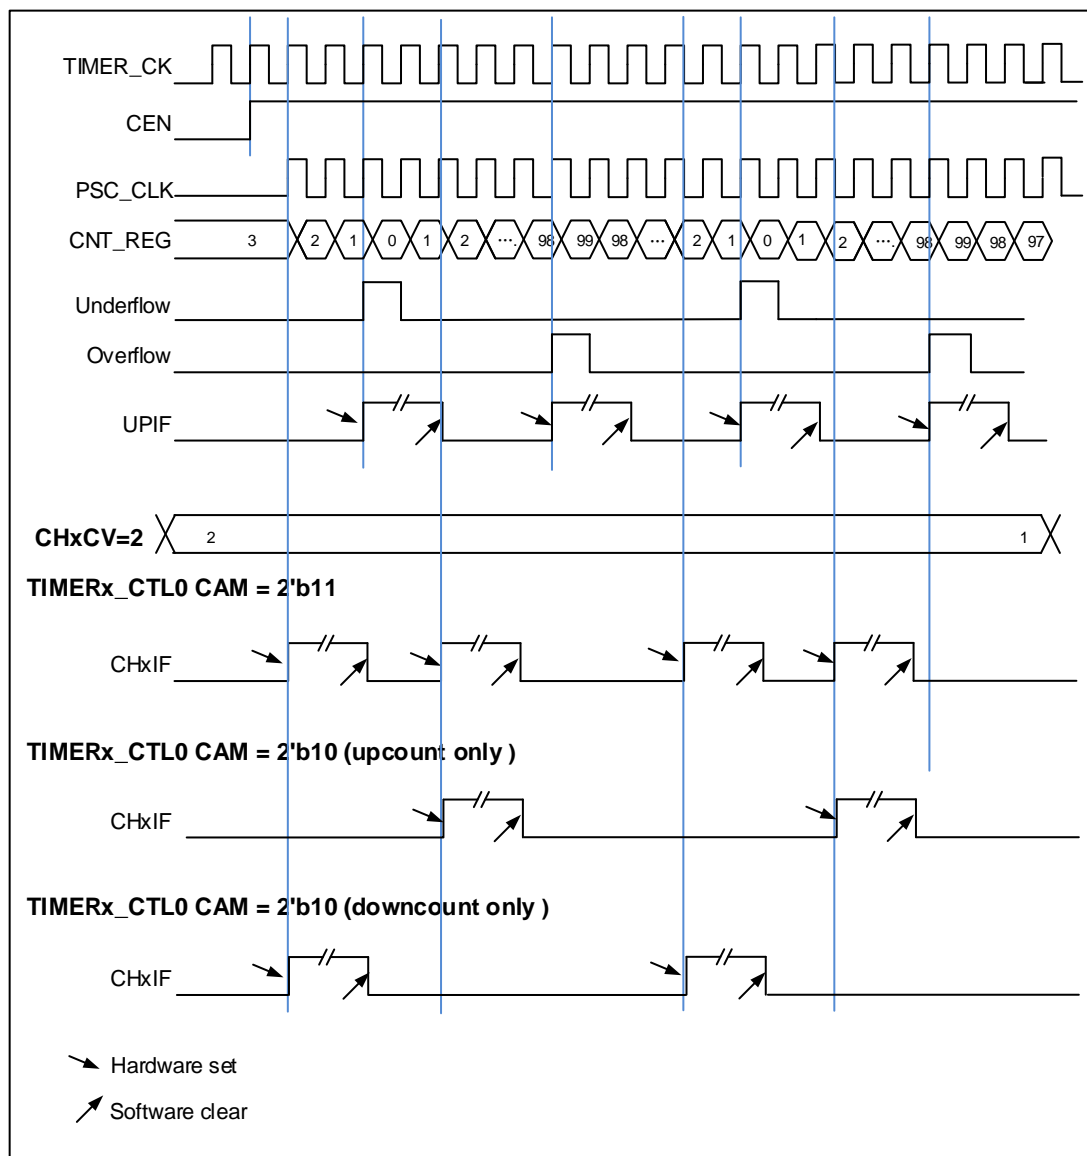 TIMER_CK
CEN
PSC_CLK
CNT_REG 3 2 1 0 1 2 ···. 98 99 98 ··· 2 1 0 1 2 ···. 98 99 98 97
Underflow
Overflow
UPIF
CHxCV=2 2 1
TIMERx_CTL0 CAM = 2'b11
CHxIF
TIMERx_CTL0 CAM = 2'b10 (upcount only )
CHxIF
TIMERx_CTL0 CAM = 2'b10 (downcount only )
CHxIF
Hardware set
Software clear